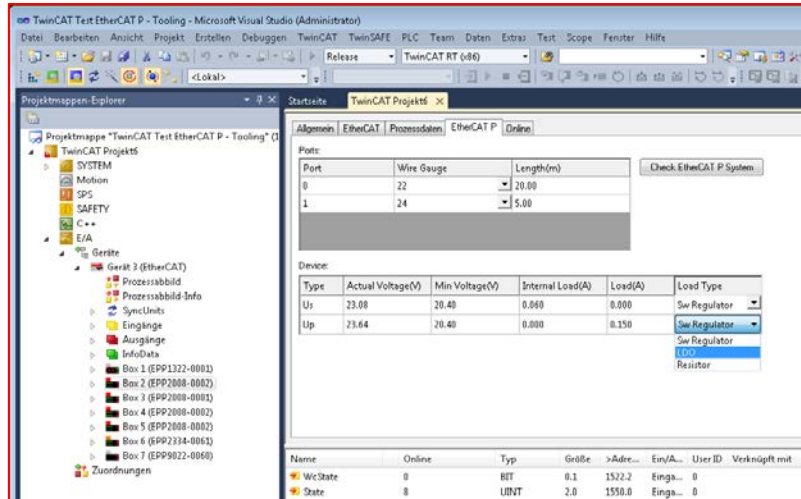 TwinCAT Test EtherCAT P - Tooling - Microsoft Visual Studio (Administrator)
Datei Bearbeiten Ansicht Projekt Erstellen Debuggen TwinCAT TwinSAFE PLC Team Daten Extras Test Scope Fenster Hilfe
Release TwinCAT RT (x86)
<Lokal>
Projektmappen-Explorer
Projektmappe "TwinCAT Test EtherCAT P - Tooling" (1
TwinCAT Projekt6
SYSTEM
Motion
SPS
SAFETY
C++
E/A
Geräte
Gerät 3 (EtherCAT)
Prozessabbild
Prozessabbild-Info
SyncUnits
Eingänge
Ausgänge
InfoData
Box 1 (EPP1322-0001)
Box 2 (EPP2008-0002)
Box 3 (EPP2008-0001)
Box 4 (EPP2008-0002)
Box 5 (EPP2008-0002)
Box 6 (EPP2334-0061)
Box 7 (EPP9022-0060)
Zuordnungen
Startseite TwinCAT Projekt6
Allgemein EtherCAT Prozessdaten EtherCAT P Online
Ports:
Port Wire Gauge Length(m)
0 22 20.00
1 24 5.00
Check EtherCAT P System
Device:
Type Actual Voltage(V) Min Voltage(V) Internal Load(A) Load(A) Load Type
Us 23.08 20.40 0.060 0.000 Sw Regulator
Up 23.64 20.40 0.000 0.150 Sw Regulator
Sw Regulator
LDO
Resistor
Name Online Typ Größe >Adre... Ein/A... User ID Verknüpft mit
WcState 0 BIT 0.1 1522.2 Einga... 0
State 8 UINT 2.0 1550.0 Einga... 0